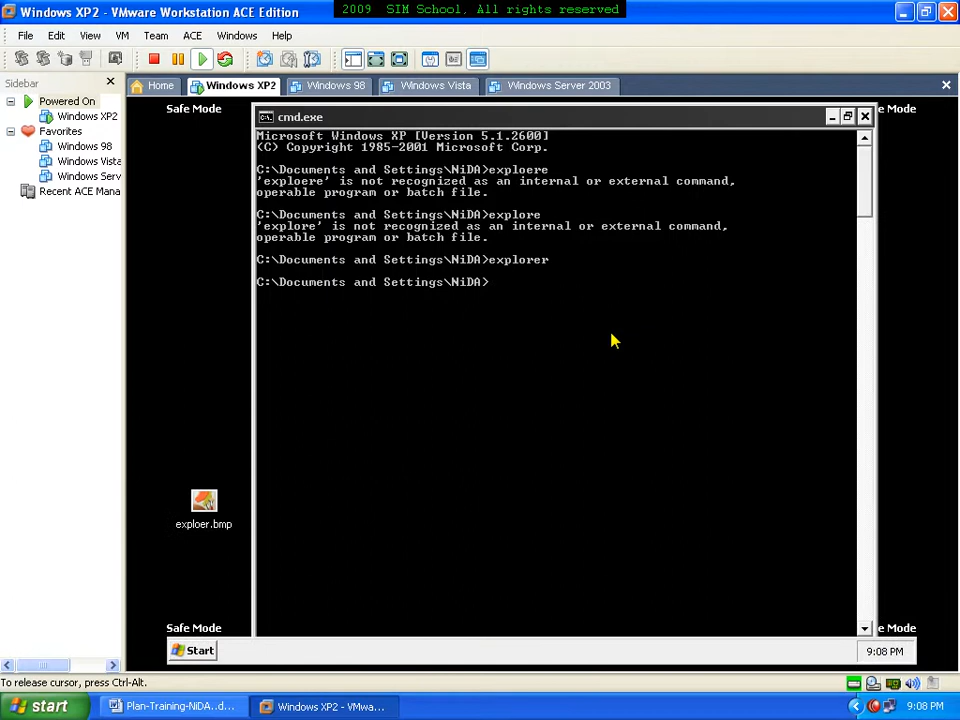 Windows XP2 - VMware Workstation ACE Edition
2009 SIM School, All rights reserved
File Edit View VM Team ACE Windows Help
Sidebar
Home Windows XP2 Windows 98 Windows Vista Windows Server 2003
Powered On
Windows XP2
Favorites
Windows 98
Windows Vista
Windows Serv
Recent ACE Mana
Safe Mode
e Mode
cmd.exe
Microsoft Windows XP [Version 5.1.2600]
(C) Copyright 1985-2001 Microsoft Corp.
C:\Documents and Settings\NiDA>exploere
'exploere' is not recognized as an internal or external command,
operable program or batch file.
C:\Documents and Settings\NiDA>explore
'explore' is not recognized as an internal or external command,
operable program or batch file.
C:\Documents and Settings\NiDA>explorer
C:\Documents and Settings\NiDA>
exploer.bmp
Safe Mode
e Mode
Start
9:08 PM
To release cursor, press Ctrl-Alt.
start Plan-Training-NiDA..d... Windows XP2 - VMwa... 9:08 PM